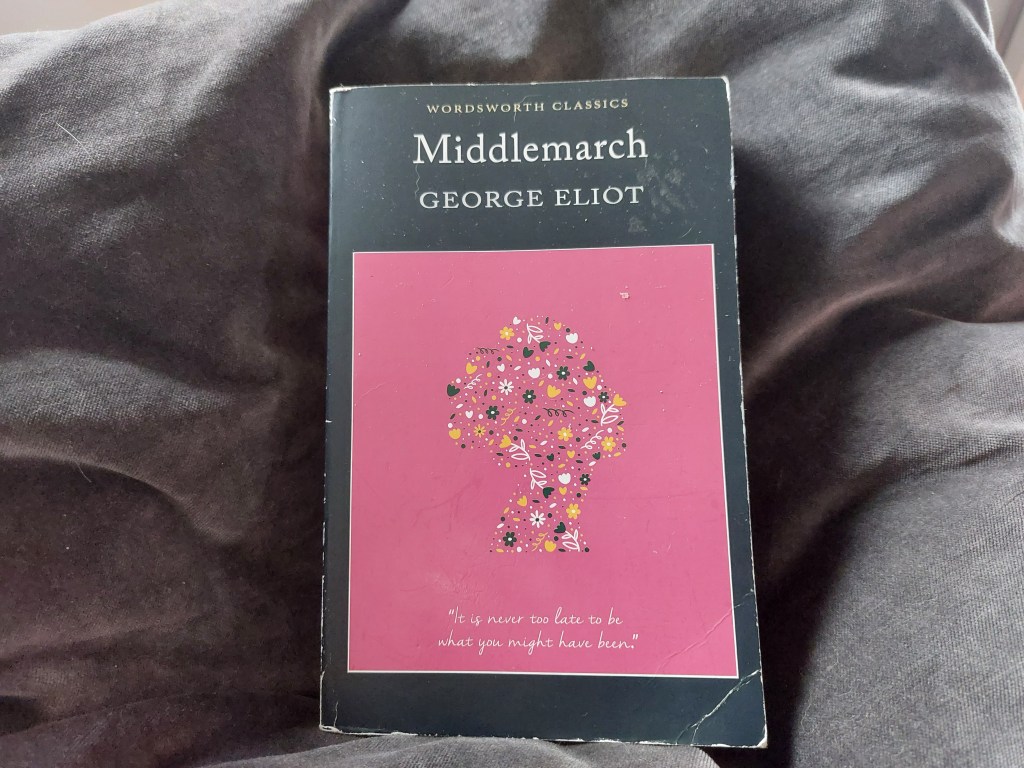 WORDSWORTH CLASSICS
Middlemarch
GEORGE ELIOT
"It is never too late to be
what you might have been."